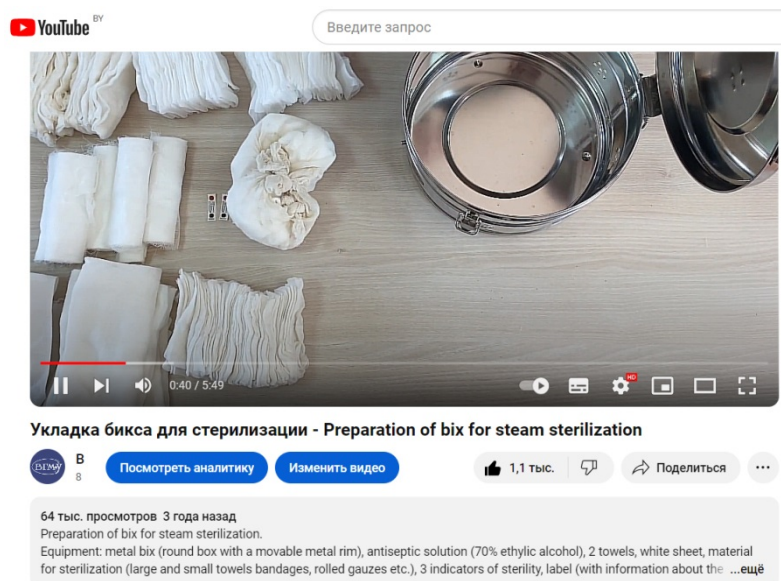 YouTube BY
Введите запрос
0:40 / 5:49
HD
Укладка бикса для стерилизации - Preparation of bix for steam sterilization
ВГМУ
В
8
Посмотреть аналитику
Изменить видео
1,1 тыс.
Поделиться
64 тыс. просмотров 3 года назад
Preparation of bix for steam sterilization.
Equipment: metal bix (round box with a movable metal rim), antiseptic solution (70% ethylic alcohol), 2 towels, white sheet, material
for sterilization (large and small towels bandages, rolled gauzes etc.), 3 indicators of sterility, label (with information about the ...ещё